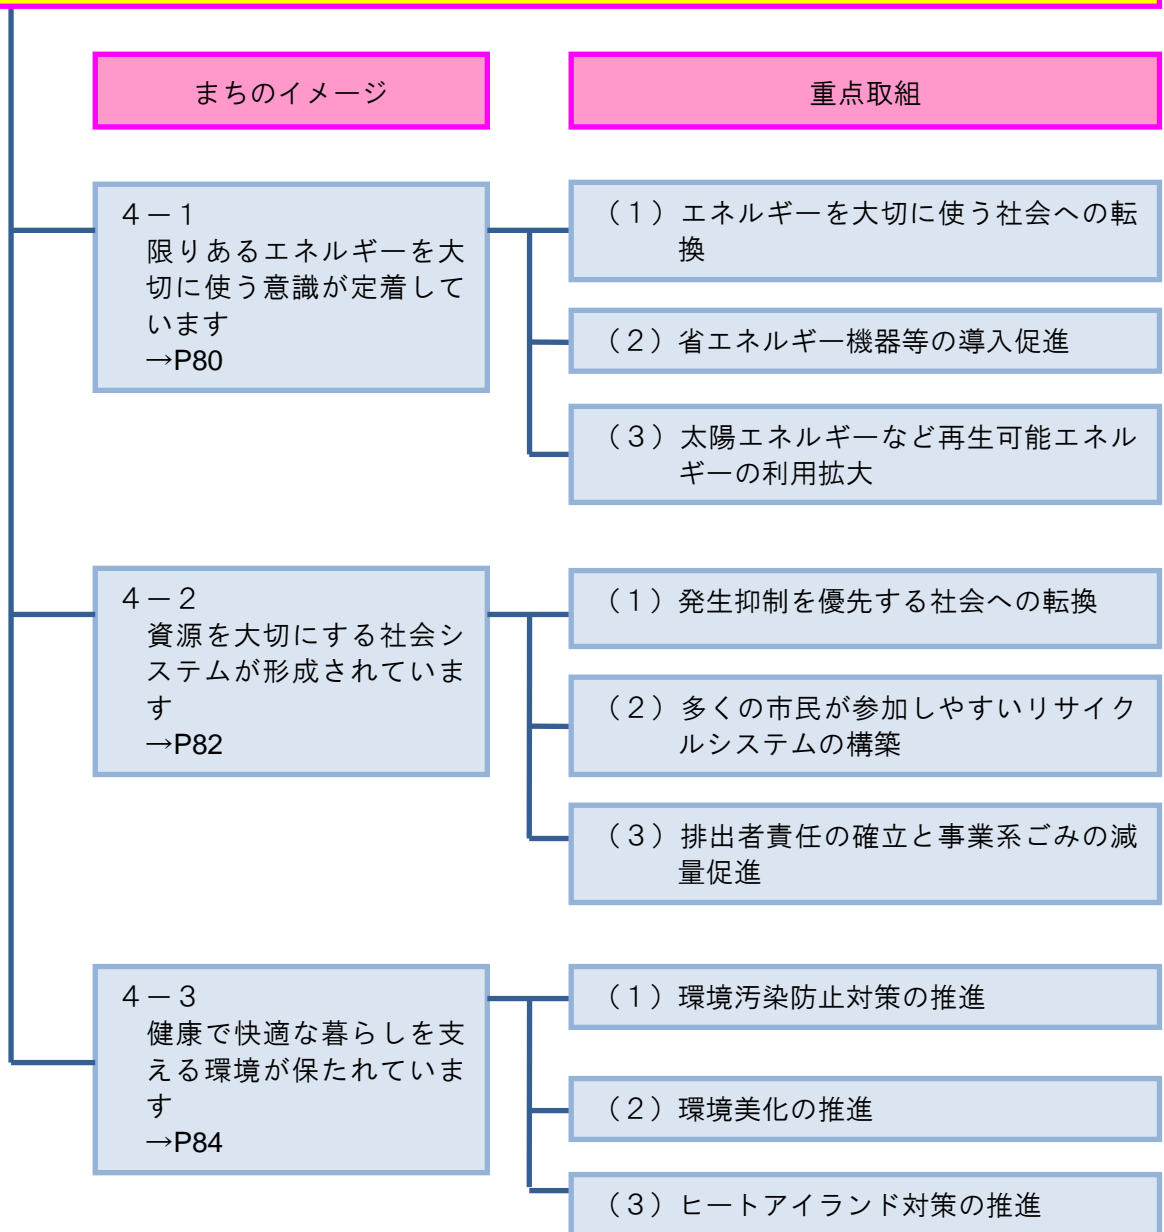 まちのイメージ
重点取組
4－1
限りあるエネルギーを大
切に使う意識が定着して
います
→P80
（1）エネルギーを大切に使う社会への転
換
（2）省エネルギー機器等の導入促進
（3）太陽エネルギーなど再生可能エネル
ギーの利用拡大
4－2
資源を大切にする社会シ
ステムが形成されていま
す
→P82
（1）発生抑制を優先する社会への転換
（2）多くの市民が参加しやすいリサイク
ルシステムの構築
（3）排出者責任の確立と事業系ごみの減
量促進
4－3
健康で快適な暮らしを支
える環境が保たれていま
す
→P84
（1）環境汚染防止対策の推進
（2）環境美化の推進
（3）ヒートアイランド対策の推進